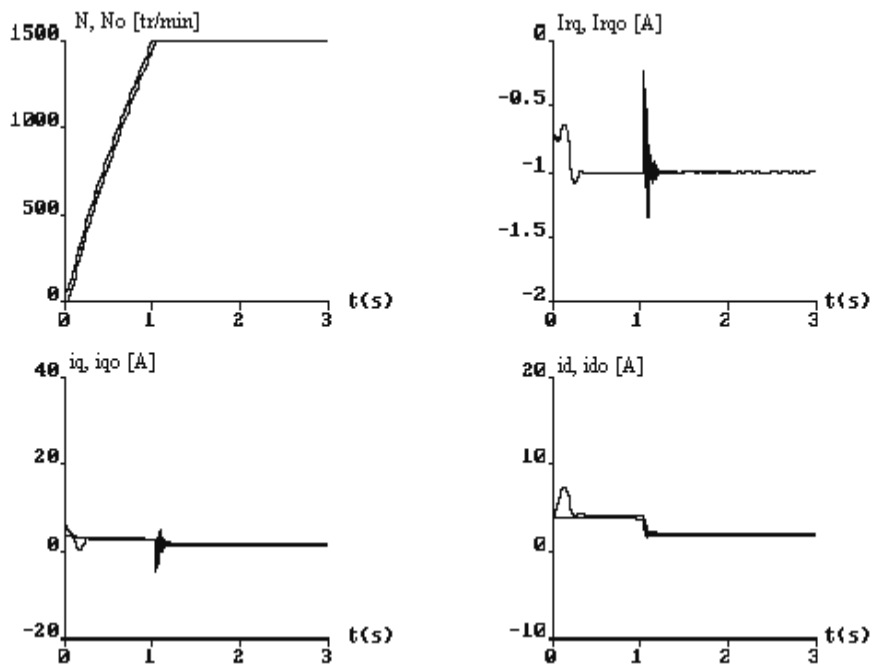 N, No [tr/min]
1500
1000
500
0
0 1 2 3
t(s)
Irq, Irqo [A]
0
-0.5
-1
-1.5
-2
0 1 2 3
t(s)
iq, iqo [A]
40
20
0
-20
0 1 2 3
t(s)
id, ido [A]
20
10
0
-10
0 1 2 3
t(s)